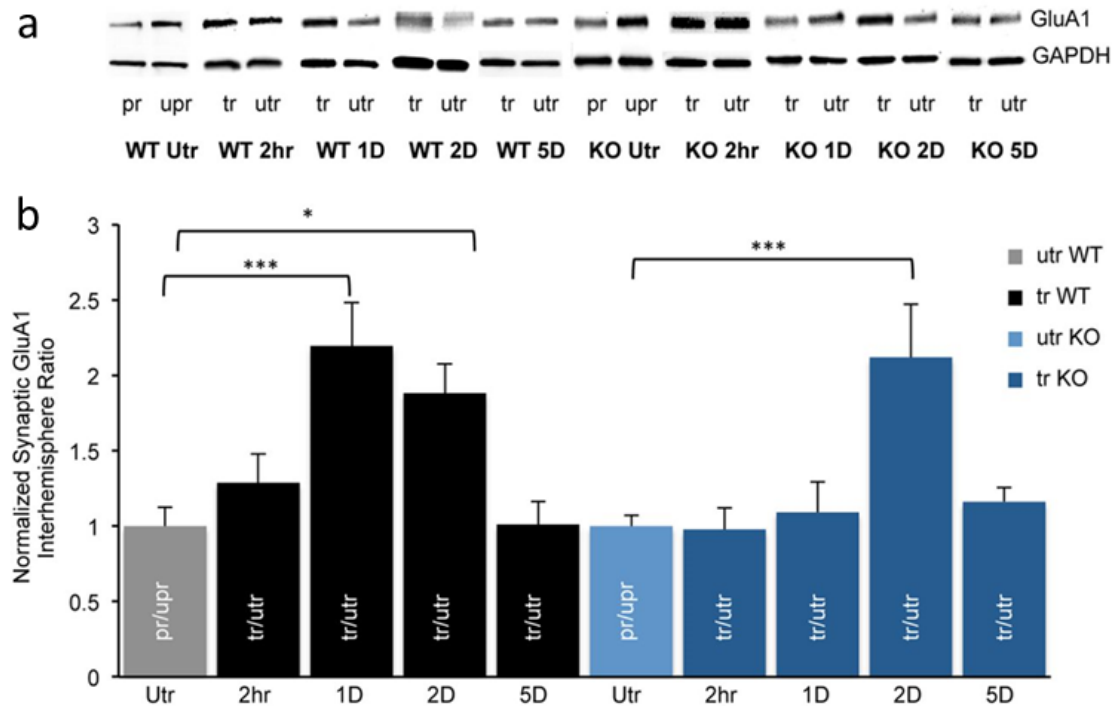 a
GluA1
GAPDH
pr upr tr utr tr utr tr utr tr utr pr upr tr utr tr utr tr utr tr utr
WT Utr WT 2hr WT 1D WT 2D WT 5D KO Utr KO 2hr KO 1D KO 2D KO 5D
b
Normalized Synaptic GluA1
Interhemisphere Ratio
3
2.5
2
1.5
1
0.5
0
*
***
***
utr WT
tr WT
utr KO
tr KO
pr/upr tr/utr tr/utr tr/utr tr/utr pr/upr tr/utr tr/utr tr/utr tr/utr
Utr 2hr 1D 2D 5D Utr 2hr 1D 2D 5D